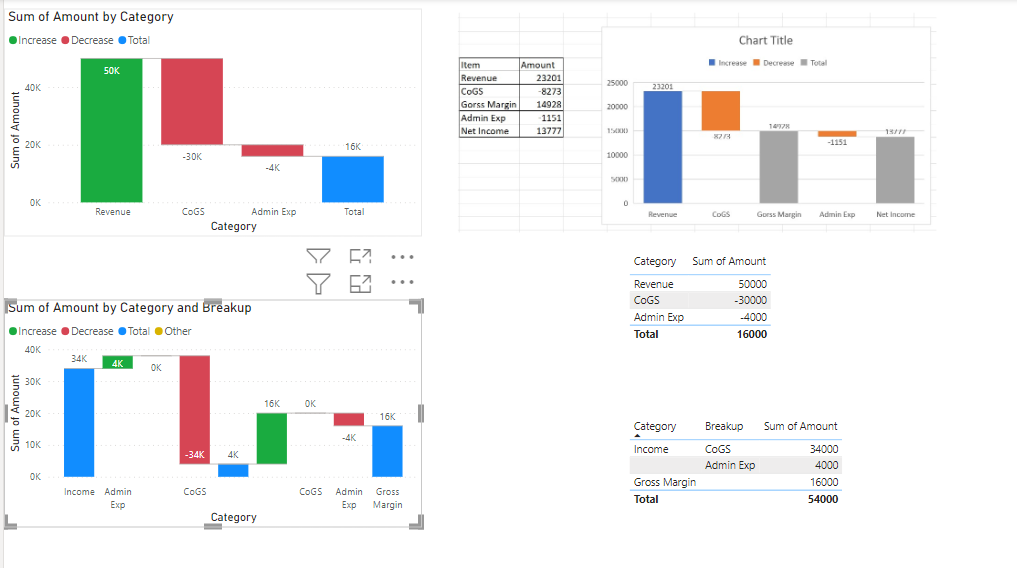 Sum of Amount by Category
Increase Decrease Total
Sum of Amount
40K
20K
0K
50K
-30K
-4K
16K
Revenue CoGS Admin Exp Total
Category
Item Amount
Revenue 23201
CoGS -8273
Gorss Margin 14928
Admin Exp -1151
Net Income 13777
Chart Title
Increase Decrease Total
25000
20000
15000
10000
5000
0
23201
-8273
14928
-1151
13777
Revenue CoGS Gorss Margin Admin Exp Net Income
Category Sum of Amount
Revenue 50000
CoGS -30000
Admin Exp -4000
Total 16000
Sum of Amount by Category and Breakup
Increase Decrease Total Other
Sum of Amount
40K
30K
20K
10K
0K
34K
4K
0K
-34K
4K
16K
0K
-4K
16K
Income Admin Exp CoGS CoGS Admin Exp Gross Margin
Category
Category Breakup Sum of Amount
Income CoGS 34000
Admin Exp 4000
Gross Margin 16000
Total 54000